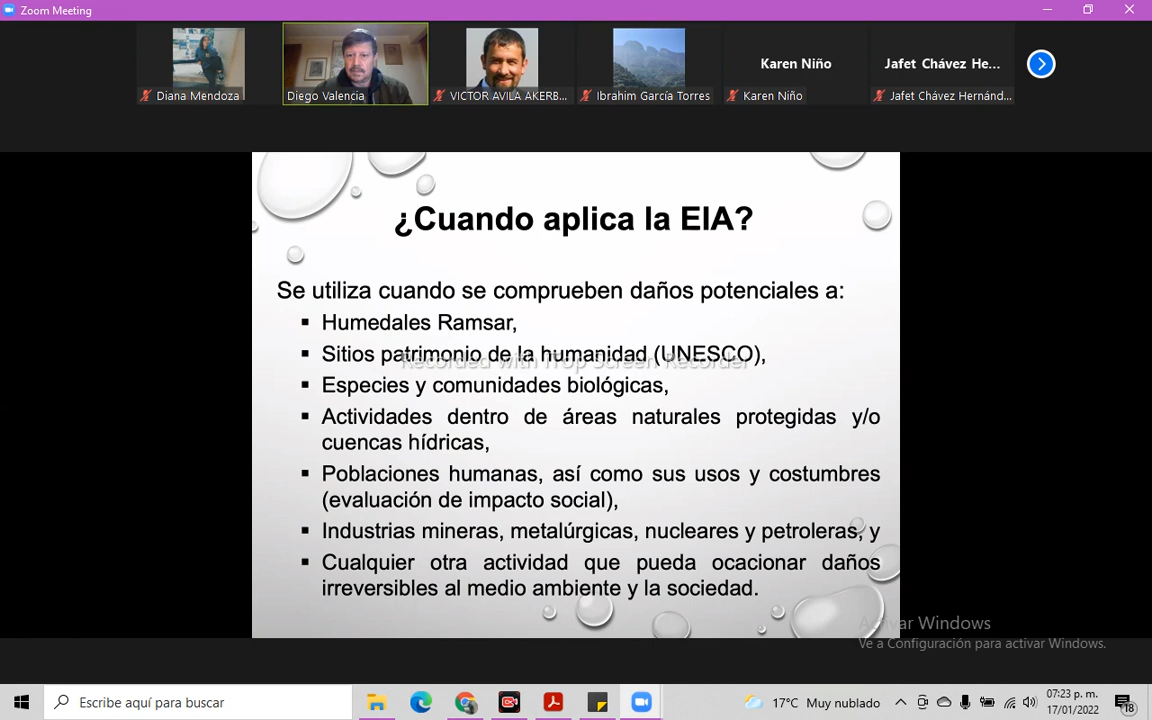 Zoom Meeting
Karen Niño
Jafet Chávez He...
Diana Mendoza
Diego Valencia
VICTOR AVILA AKERB...
Ibrahim García Torres
Karen Niño
Jafet Chávez Hernánd...
¿Cuando aplica la EIA?
Se utiliza cuando se comprueben daños potenciales a:
▪ Humedales Ramsar,
▪ Sitios patrimonio de la humanidad (UNESCO),
Recorded with iTop Screen Recorder
▪ Especies y comunidades biológicas,
▪ Actividades dentro de áreas naturales protegidas y/o
cuencas hídricas,
▪ Poblaciones humanas, así como sus usos y costumbres
(evaluación de impacto social),
▪ Industrias mineras, metalúrgicas, nucleares y petroleras, y
▪ Cualquier otra actividad que pueda ocacionar daños
irreversibles al medio ambiente y la sociedad.
Activar Windows
Ve a Configuración para activar Windows.
Escribe aquí para buscar
17°C Muy nublado
07:23 p. m.
17/01/2022
18